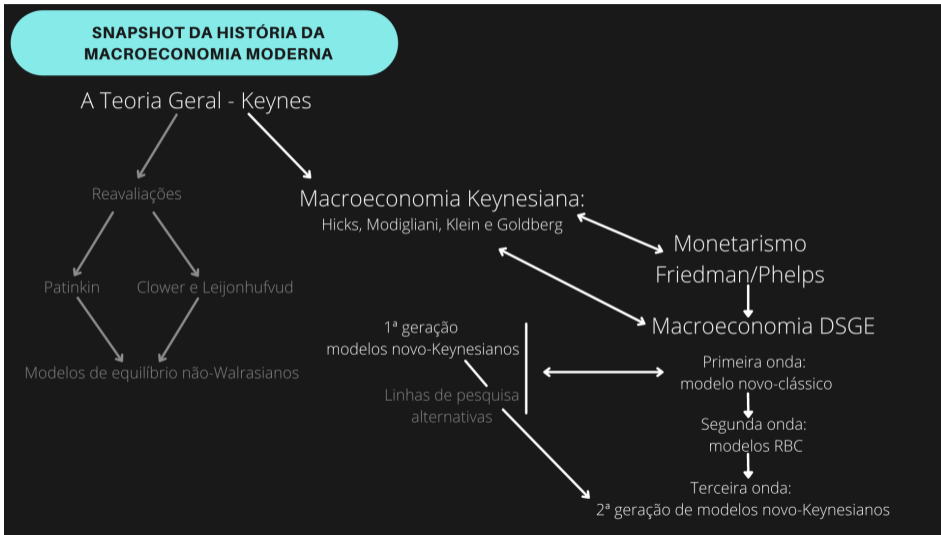 SNAPSHOT DA HISTÓRIA DA
MACROECONOMIA MODERNA
A Teoria Geral - Keynes
Reavaliações
Macroeconomia Keynesiana:
Hicks, Modigliani, Klein e Goldberg
Monetarismo
Friedman/Phelps
Patinkin
Clower e Leijonhufvud
Macroeconomia DSGE
1ª geração
modelos novo-Keynesianos
Primeira onda:
modelo novo-clássico
Modelos de equilíbrio não-Walrasianos
Linhas de pesquisa
alternativas
Segunda onda:
modelos RBC
Terceira onda:
2ª geração de modelos novo-Keynesianos